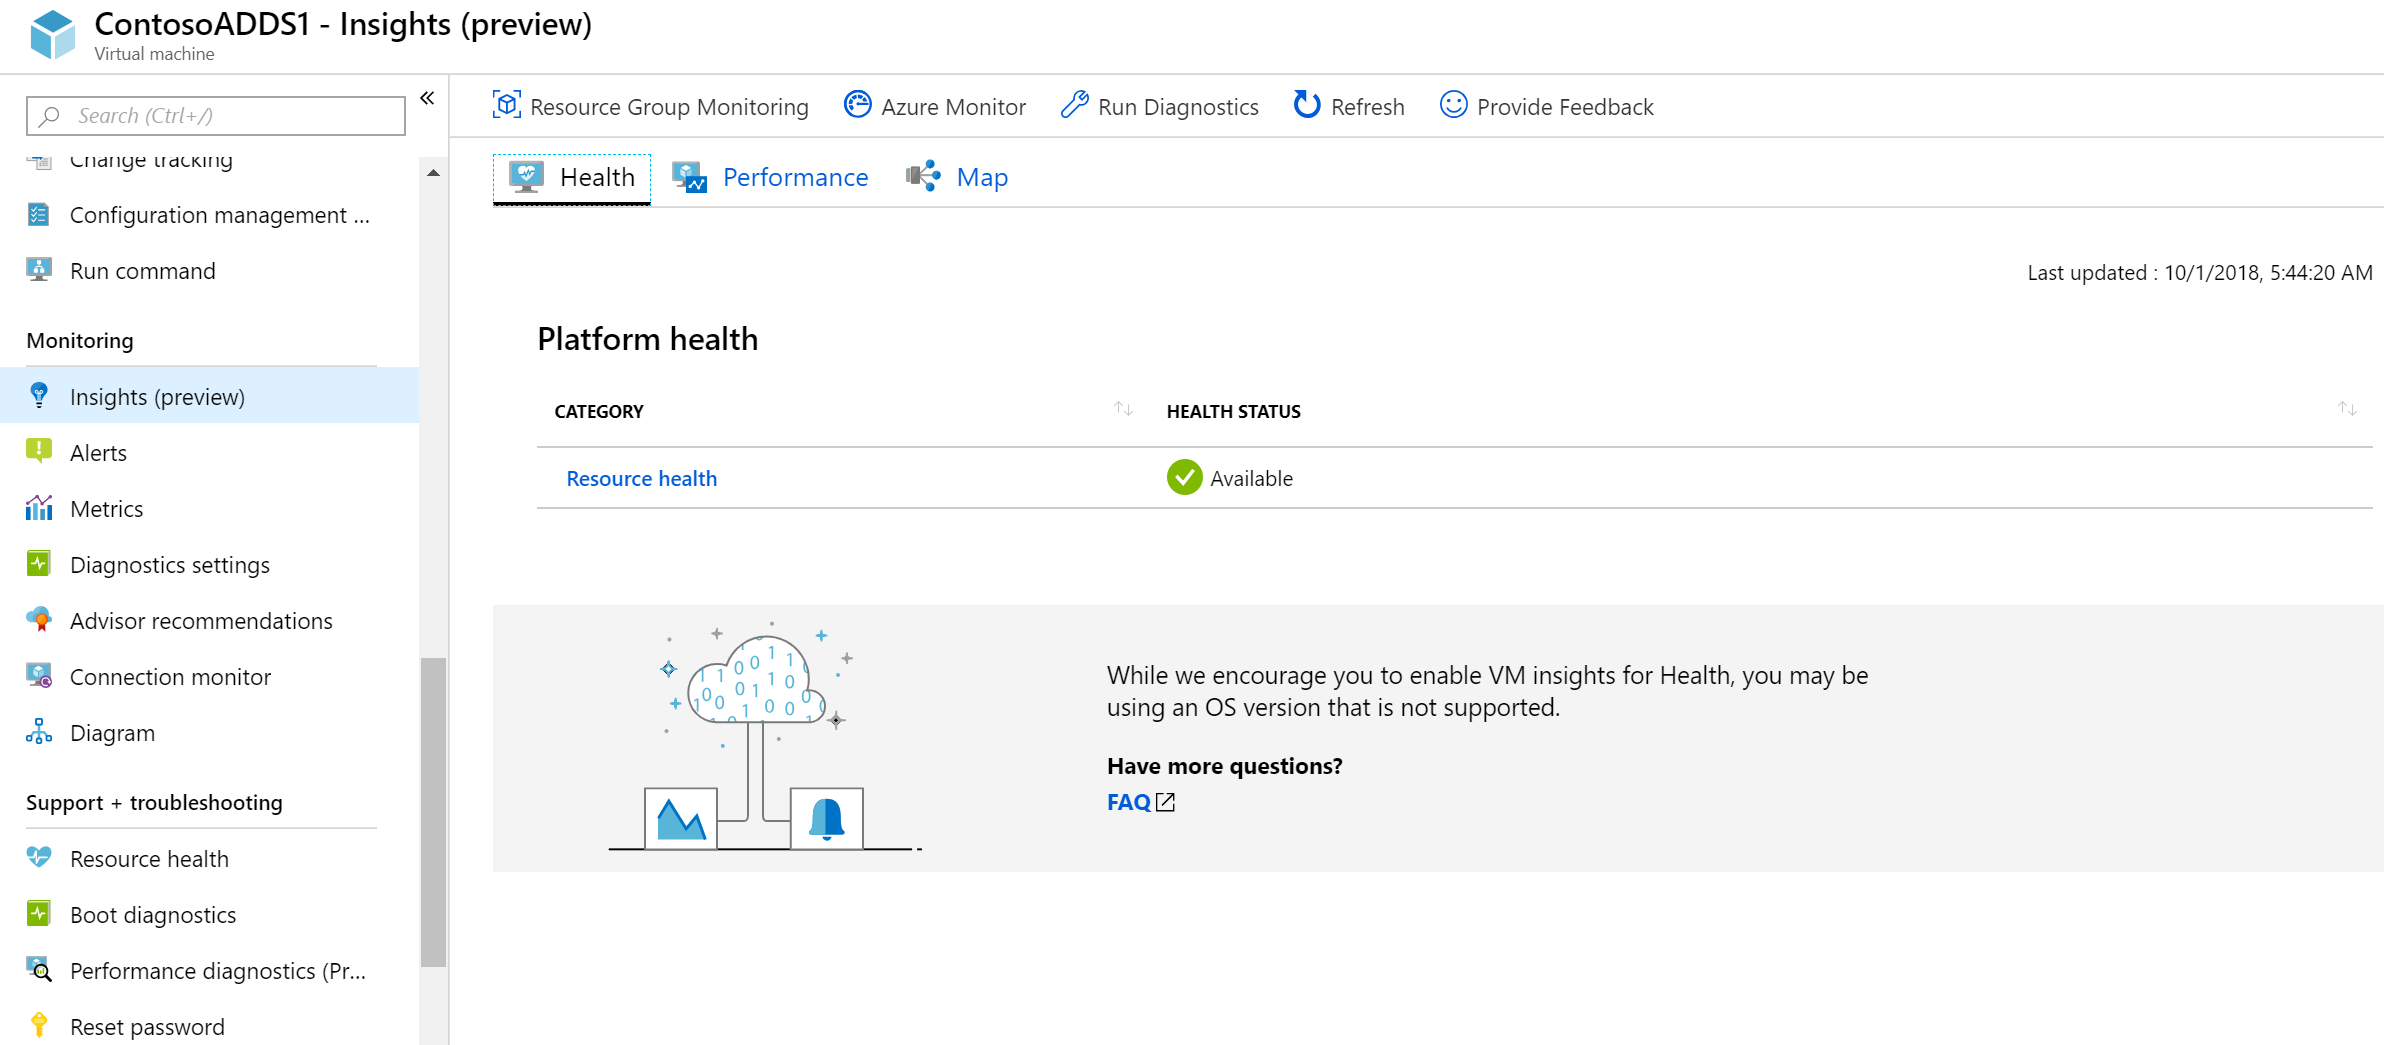 ContosoADDS1 - Insights (preview)
Virtual machine
Search (Ctrl+/)
Change tracking
Configuration management ...
Run command
Monitoring
Insights (preview)
Alerts
Metrics
Diagnostics settings
Advisor recommendations
Connection monitor
Diagram
Support + troubleshooting
Resource health
Boot diagnostics
Performance diagnostics (Pr...
Reset password
Resource Group Monitoring Azure Monitor Run Diagnostics Refresh Provide Feedback
Health Performance Map
Last updated : 10/1/2018, 5:44:20 AM
Platform health
CATEGORY HEALTH STATUS
Resource health Available
While we encourage you to enable VM insights for Health, you may be
using an OS version that is not supported.
Have more questions?
FAQ